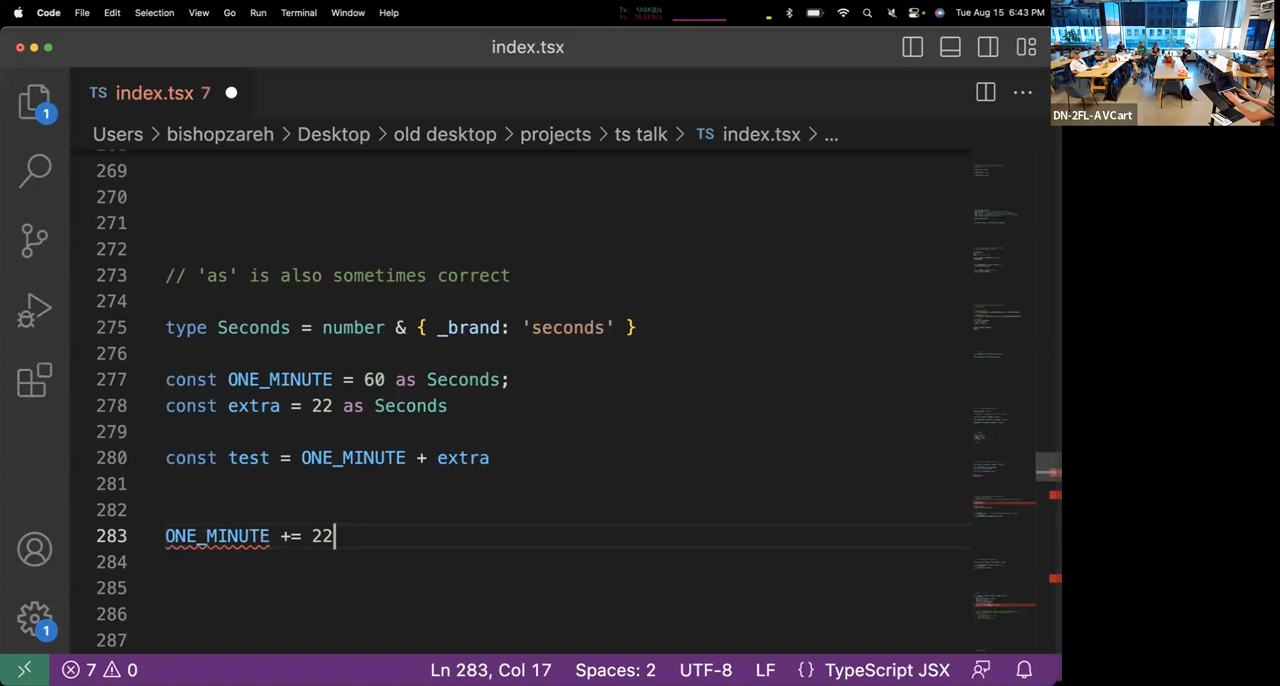 Code File Edit Selection View Go Run Terminal Window Help Tue Aug 15 6:43 PM
index.tsx
TS index.tsx 7
1
Users > bishopzareh > Desktop > old desktop > projects > ts talk > TS index.tsx > ...
DN-2FL-AVCart
269
270
271
272
273 // 'as' is also sometimes correct
274
275 type Seconds = number & { _brand: 'seconds' }
276
277 const ONE_MINUTE = 60 as Seconds;
278 const extra = 22 as Seconds
279
280 const test = ONE_MINUTE + extra
281
282
283 ONE_MINUTE += 22
284
285
286
287
1
7 0 Ln 283, Col 17 Spaces: 2 UTF-8 LF {} TypeScript JSX